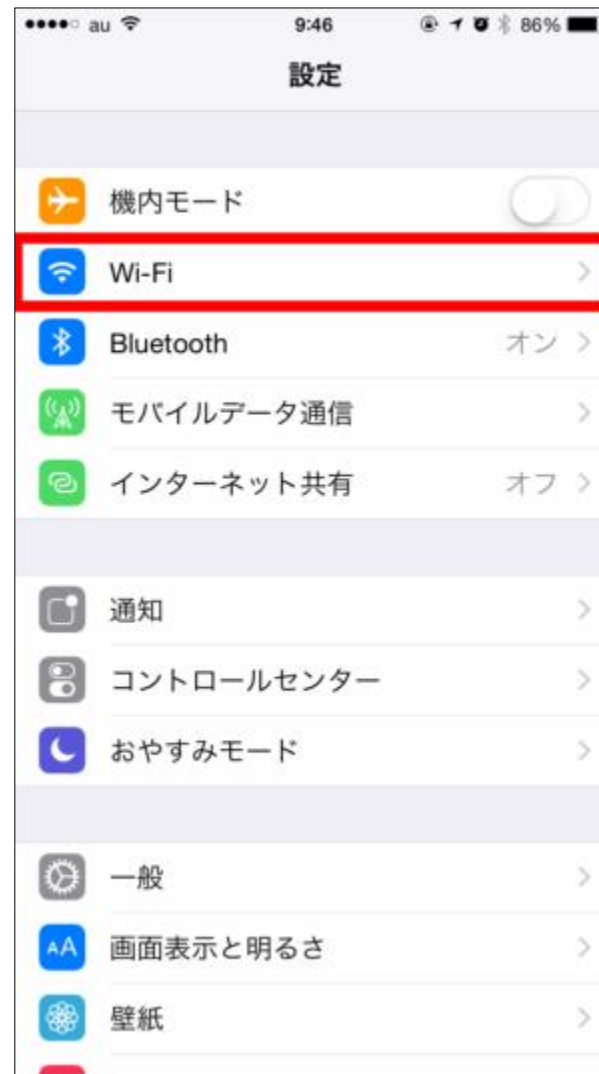 au 9:46 86%
設定
機内モード
Wi-Fi
Bluetooth オン
モバイルデータ通信
インターネット共有 オフ
通知
コントロールセンター
おやすみモード
一般
AA 画面表示と明るさ
壁紙